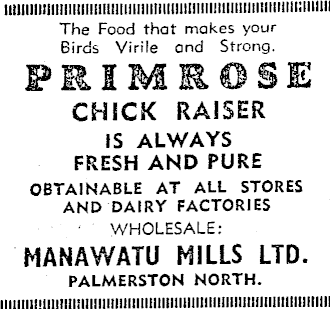 The Food that makes your
Birds Virile and Strong.
PRIMROSE
CHICK RAISER
IS ALWAYS
FRESH AND PURE
OBTAINABLE AT ALL STORES
AND DAIRY FACTORIES
WHOLESALE:
MANAWATU MILLS LTD.
PALMERSTON NORTH.